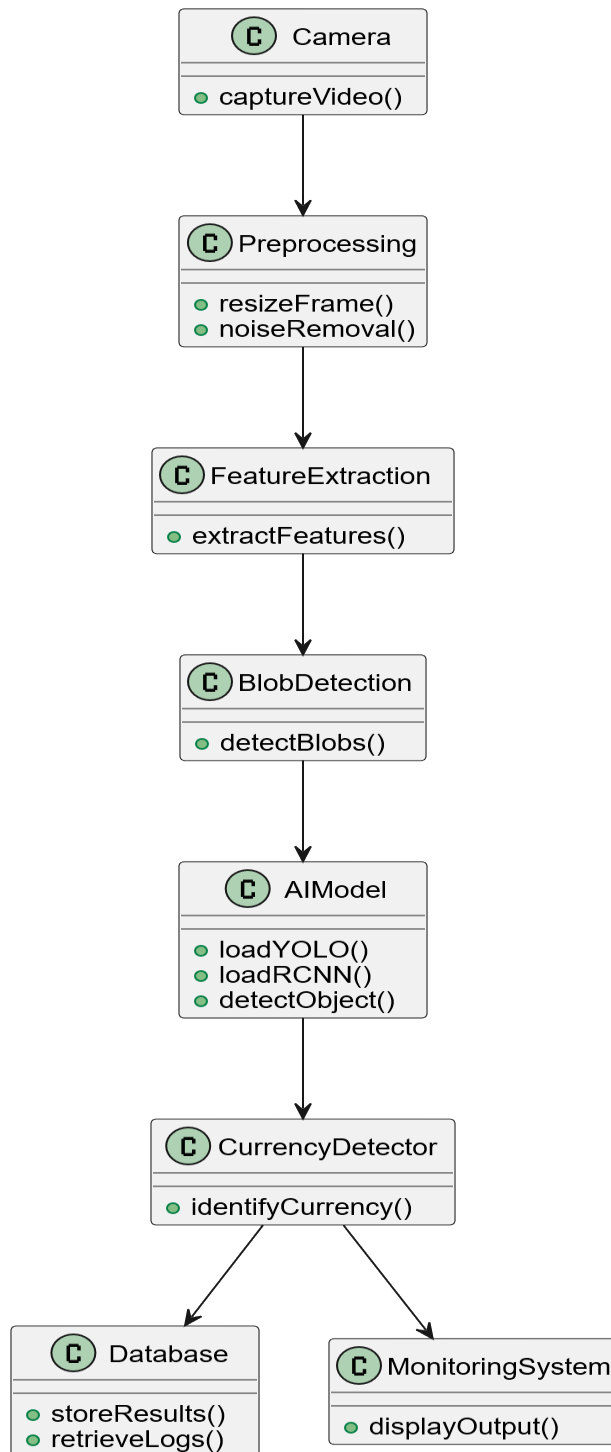 C Camera
captureVideo()
C Preprocessing
resizeFrame()
noiseRemoval()
C FeatureExtraction
extractFeatures()
C BlobDetection
detectBlobs()
C AIModel
loadYOLO()
loadRCNN()
detectObject()
C CurrencyDetector
identifyCurrency()
C Database
storeResults()
retrieveLogs()
C MonitoringSystem
displayOutput()